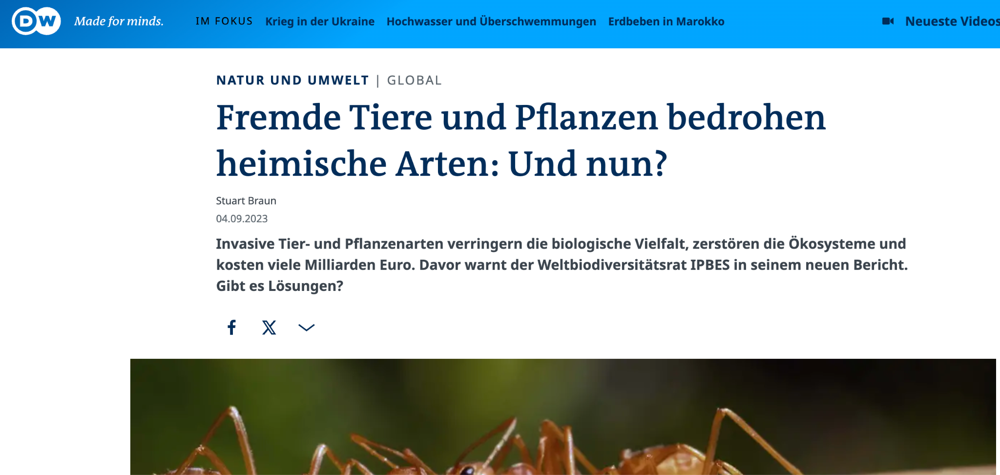 DW Made for minds. IM FOKUS Krieg in der Ukraine Hochwasser und Überschwemmungen Erdbeben in Marokko Neueste Videos
NATUR UND UMWELT | GLOBAL
Fremde Tiere und Pflanzen bedrohen
heimische Arten: Und nun?
Stuart Braun
04.09.2023
Invasive Tier- und Pflanzenarten verringern die biologische Vielfalt, zerstören die Ökosysteme und
kosten viele Milliarden Euro. Davor warnt der Weltbiodiversitätsrat IPBES in seinem neuen Bericht.
Gibt es Lösungen?